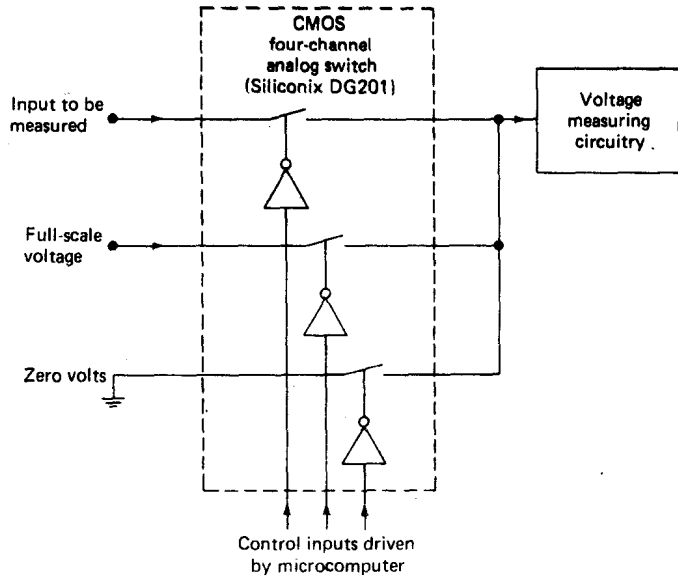 CMOS
four-channel
analog switch
(Siliconix DG201)
Input to be
measured
Voltage
measuring
circuitry
Full-scale
voltage
Zero volts
Control inputs driven
by microcomputer